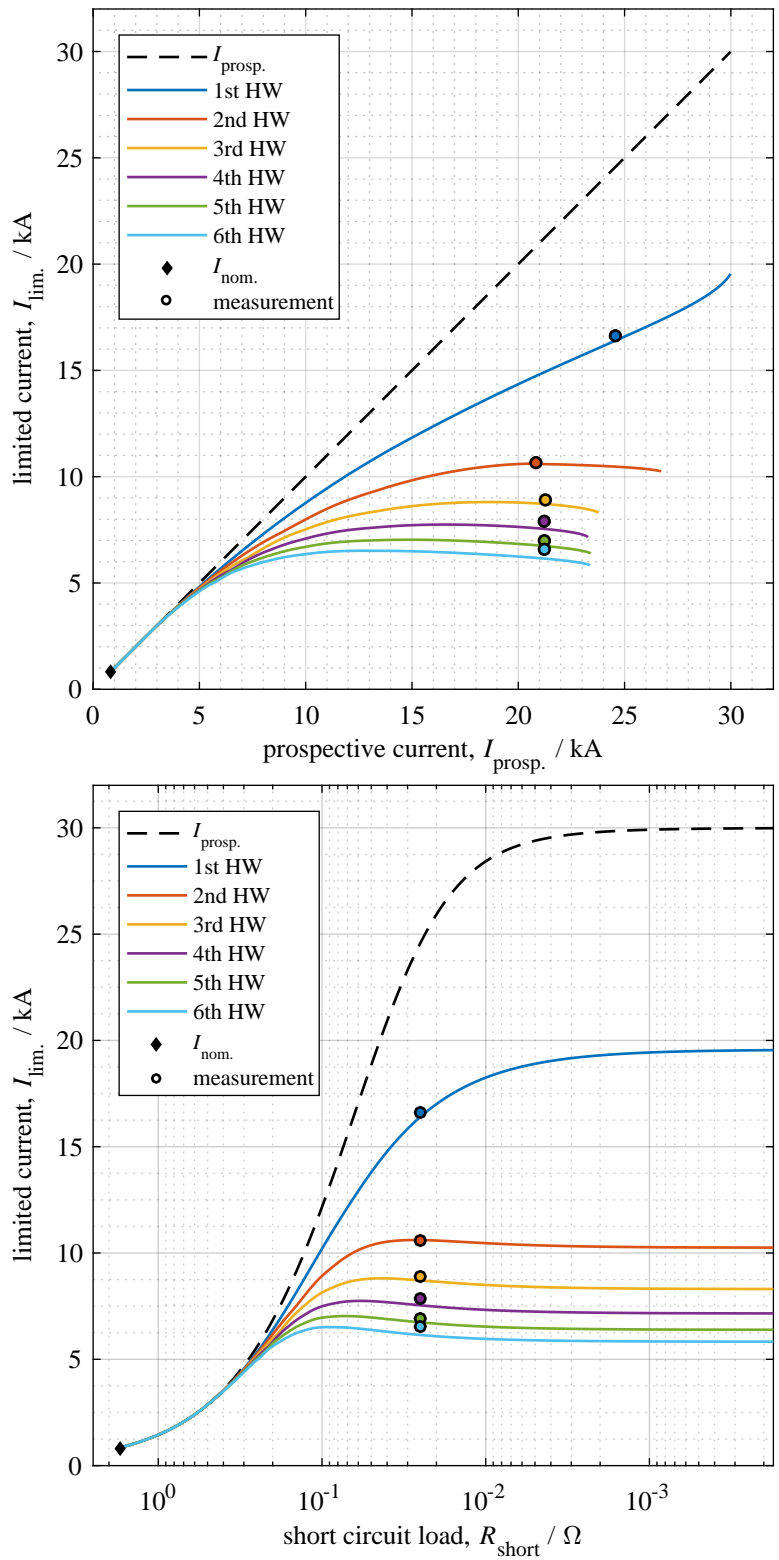 30
25
20
15
10
5
0
limited current, I_lim. / kA
I_prosp.
1st HW
2nd HW
3rd HW
4th HW
5th HW
6th HW
I_nom.
measurement
0 5 10 15 20 25 30
prospective current, I_prosp. / kA
30
25
20
15
10
5
0
limited current, I_lim. / kA
I_prosp.
1st HW
2nd HW
3rd HW
4th HW
5th HW
6th HW
I_nom.
measurement
10^0 10^-1 10^-2 10^-3
short circuit load, R_short / Ω